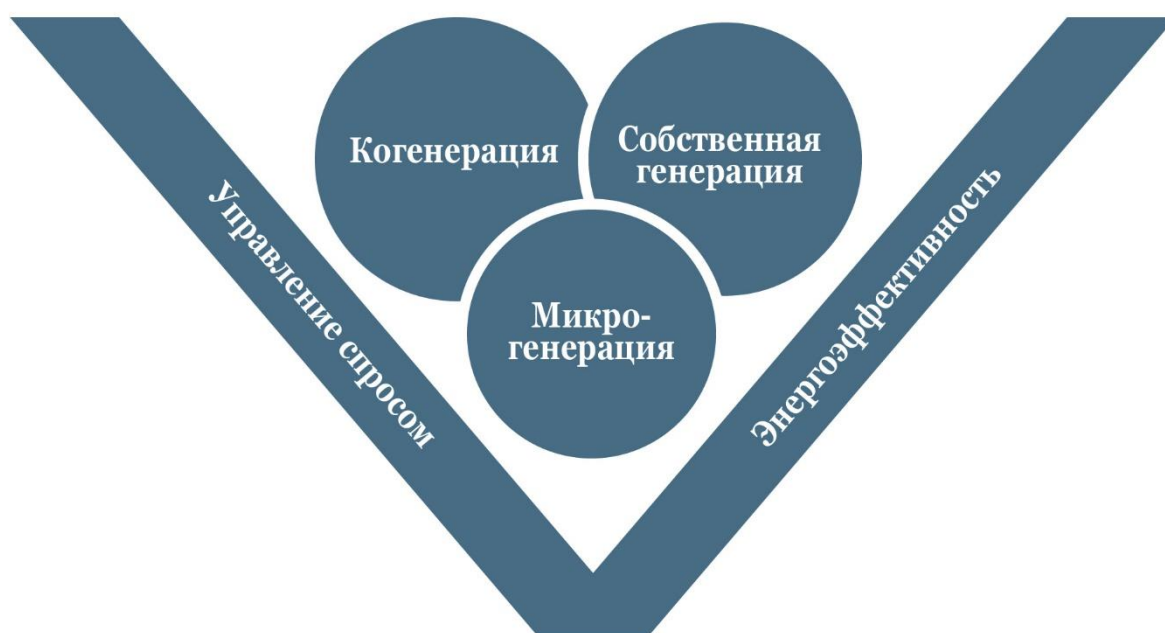 Когенерация
Собственная
генерация
Микро-
генерация
Управление спросом
Энергоэффективность